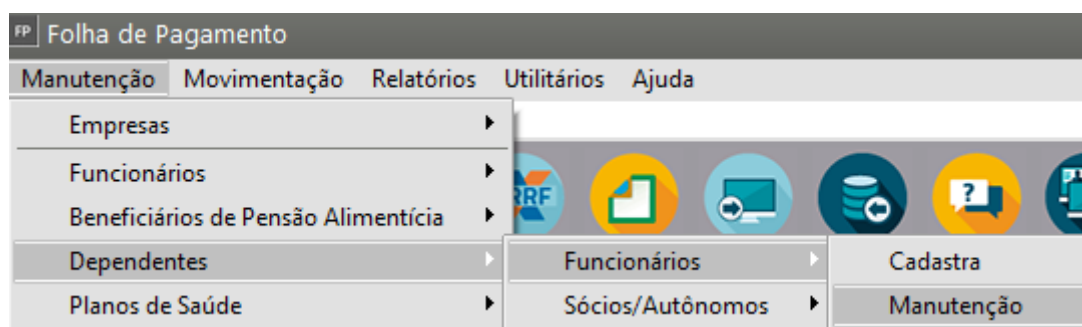 FP Folha de Pagamento
Manutenção Movimentação Relatórios Utilitários Ajuda
Empresas
Funcionários
RRF ?
Beneficiários de Pensão Alimentícia
Dependentes Funcionários Cadastra
Planos de Saúde Sócios/Autônomos Manutenção